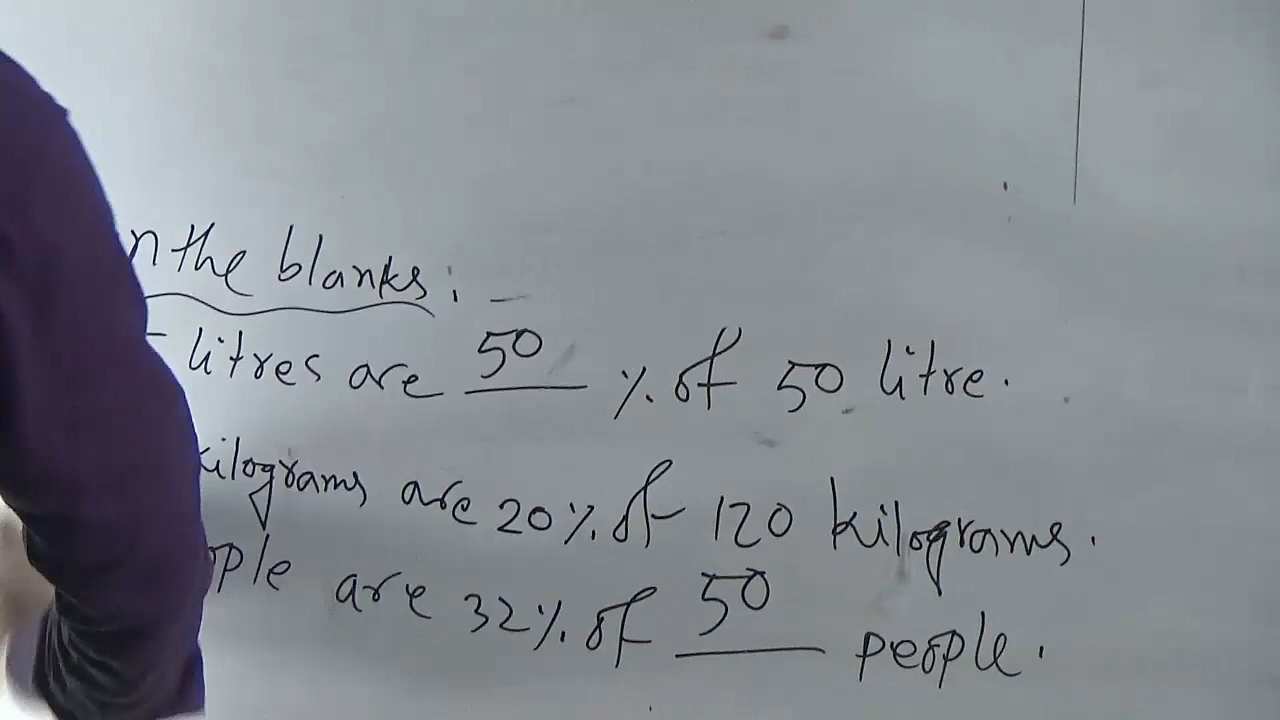 n the blanks : -
litres are 50 % of 50 litre.
kilograms are 20% of 120 kilograms.
ople are 32% of 50 people.